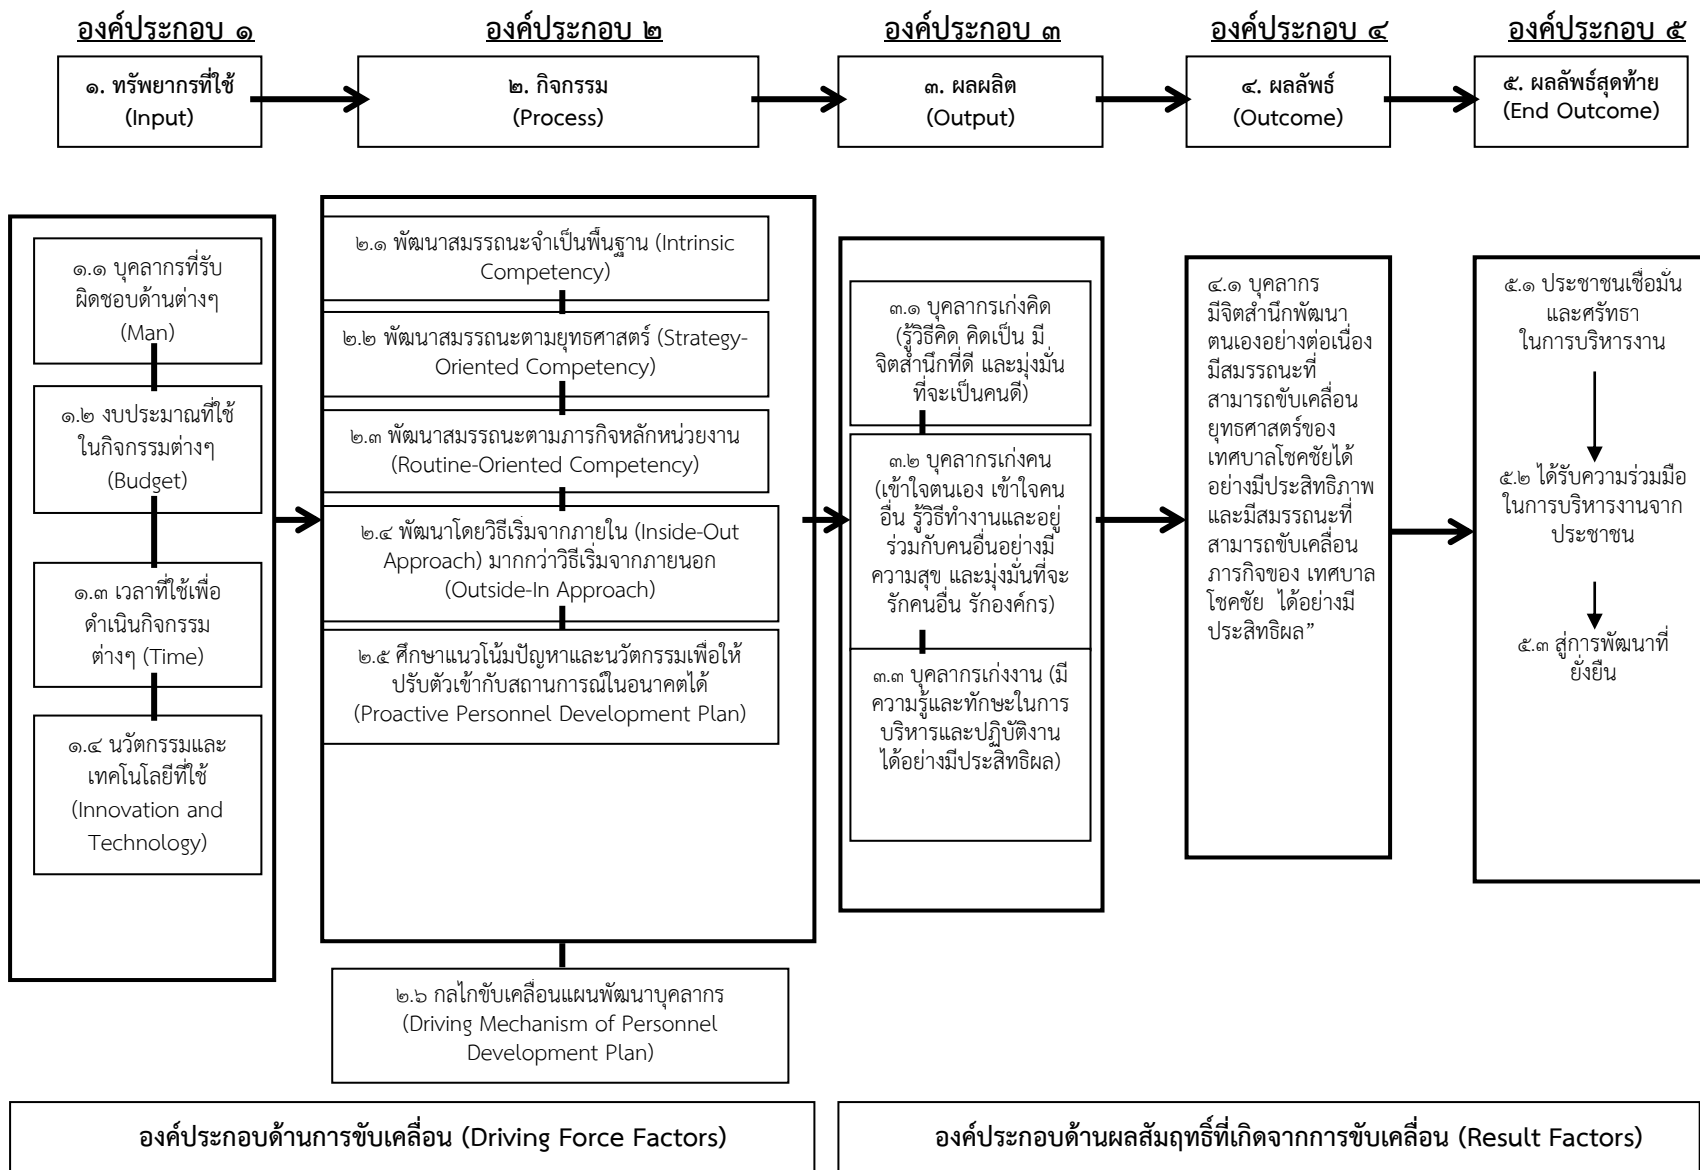 องค์ประกอบ ๑
องค์ประกอบ ๒
องค์ประกอบ ๓
องค์ประกอบ ๔
องค์ประกอบ ๕
๑. ทรัพยากรที่ใช้
(Input)
๒. กิจกรรม
(Process)
๓. ผลผลิต
(Output)
๔. ผลลัพธ์
(Outcome)
๕. ผลลัพธ์สุดท้าย
(End Outcome)
๑.๑ บุคลากรที่รับ
ผิดชอบด้านต่างๆ
(Man)
๑.๒ งบประมาณที่ใช้
ในกิจกรรมต่างๆ
(Budget)
๑.๓ เวลาที่ใช้เพื่อ
ดำเนินกิจกรรม
ต่างๆ (Time)
๑.๔ นวัตกรรมและ
เทคโนโลยีที่ใช้
(Innovation and
Technology)
๒.๑ พัฒนาสมรรถนะจำเป็นพื้นฐาน (Intrinsic
Competency)
๒.๒ พัฒนาสมรรถนะตามยุทธศาสตร์ (Strategy-
Oriented Competency)
๒.๓ พัฒนาสมรรถนะตามภารกิจหลักหน่วยงาน
(Routine-Oriented Competency)
๒.๔ พัฒนาโดยวิธีเริ่มจากภายใน (Inside-Out
Approach) มากกว่าวิธีเริ่มจากภายนอก
(Outside-In Approach)
๒.๕ ศึกษาแนวโน้มปัญหาและนวัตกรรมเพื่อให้
ปรับตัวเข้ากับสถานการณ์ในอนาคตได้
(Proactive Personnel Development Plan)
๒.๖ กลไกขับเคลื่อนแผนพัฒนาบุคลากร
(Driving Mechanism of Personnel
Development Plan)
๓.๑ บุคลากรเก่งคิด
(รู้วิธีคิด คิดเป็น มี
จิตสำนึกที่ดี และมุ่งมั่น
ที่จะเป็นคนดี)
๓.๒ บุคลากรเก่งคน
(เข้าใจตนเอง เข้าใจคน
อื่น รู้วิธีทำงานและอยู่
ร่วมกับคนอื่นอย่างมี
ความสุข และมุ่งมั่นที่จะ
รักคนอื่น รักองค์กร)
๓.๓ บุคลากรเก่งงาน (มี
ความรู้และทักษะในการ
บริหารและปฏิบัติงาน
ได้อย่างมีประสิทธิผล)
๔.๑ บุคลากร
มีจิตสำนึกพัฒนา
ตนเองอย่างต่อเนื่อง
มีสมรรถนะที่
สามารถขับเคลื่อน
ยุทธศาสตร์ของ
เทศบาลโชคชัยได้
อย่างมีประสิทธิภาพ
และมีสมรรถนะที่
สามารถขับเคลื่อน
ภารกิจของ เทศบาล
โชคชัย ได้อย่างมี
ประสิทธิผล”
๕.๑ ประชาชนเชื่อมั่น
และศรัทธา
ในการบริหารงาน
๕.๒ ได้รับความร่วมมือ
ในการบริหารงานจาก
ประชาชน
๕.๓ สู่การพัฒนาที่
ยั่งยืน
องค์ประกอบด้านการขับเคลื่อน (Driving Force Factors)
องค์ประกอบด้านผลสัมฤทธิ์ที่เกิดจากการขับเคลื่อน (Result Factors)